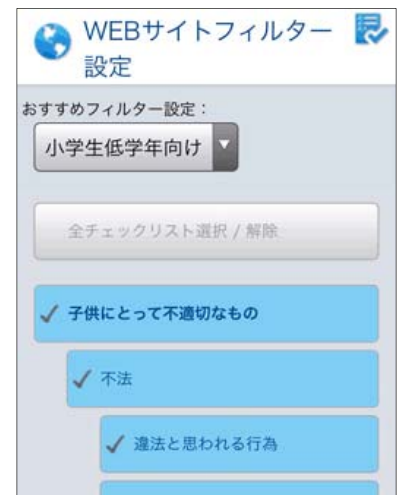 WEBサイトフィルター
設定
おすすめフィルター設定：
小学生低学年向け
全チェックリスト選択 / 解除
子供にとって不適切なもの
不法
違法と思われる行為